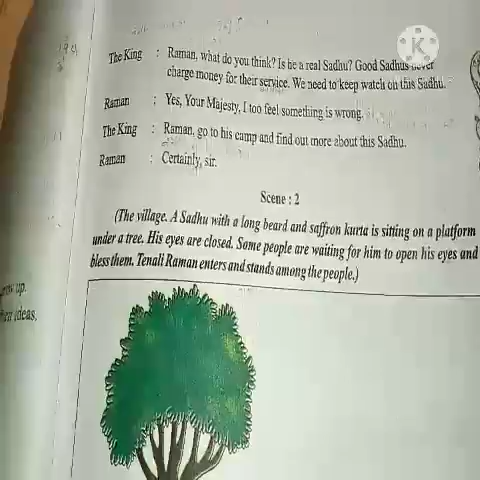 The King : Raman, what do you think? Is he a real Sadhu? Good Sadhus never
charge money for their service. We need to keep watch on this Sadhu.
Raman : Yes, Your Majesty, I too feel something is wrong.
The King : Raman, go to his camp and find out more about this Sadhu.
Raman : Certainly, sir.
Scene : 2
(The village. A Sadhu with a long beard and saffron kurta is sitting on a platform
under a tree. His eyes are closed. Some people are waiting for him to open his eyes and
bless them. Tenali Raman enters and stands among the people.)
up.
ideas,
K